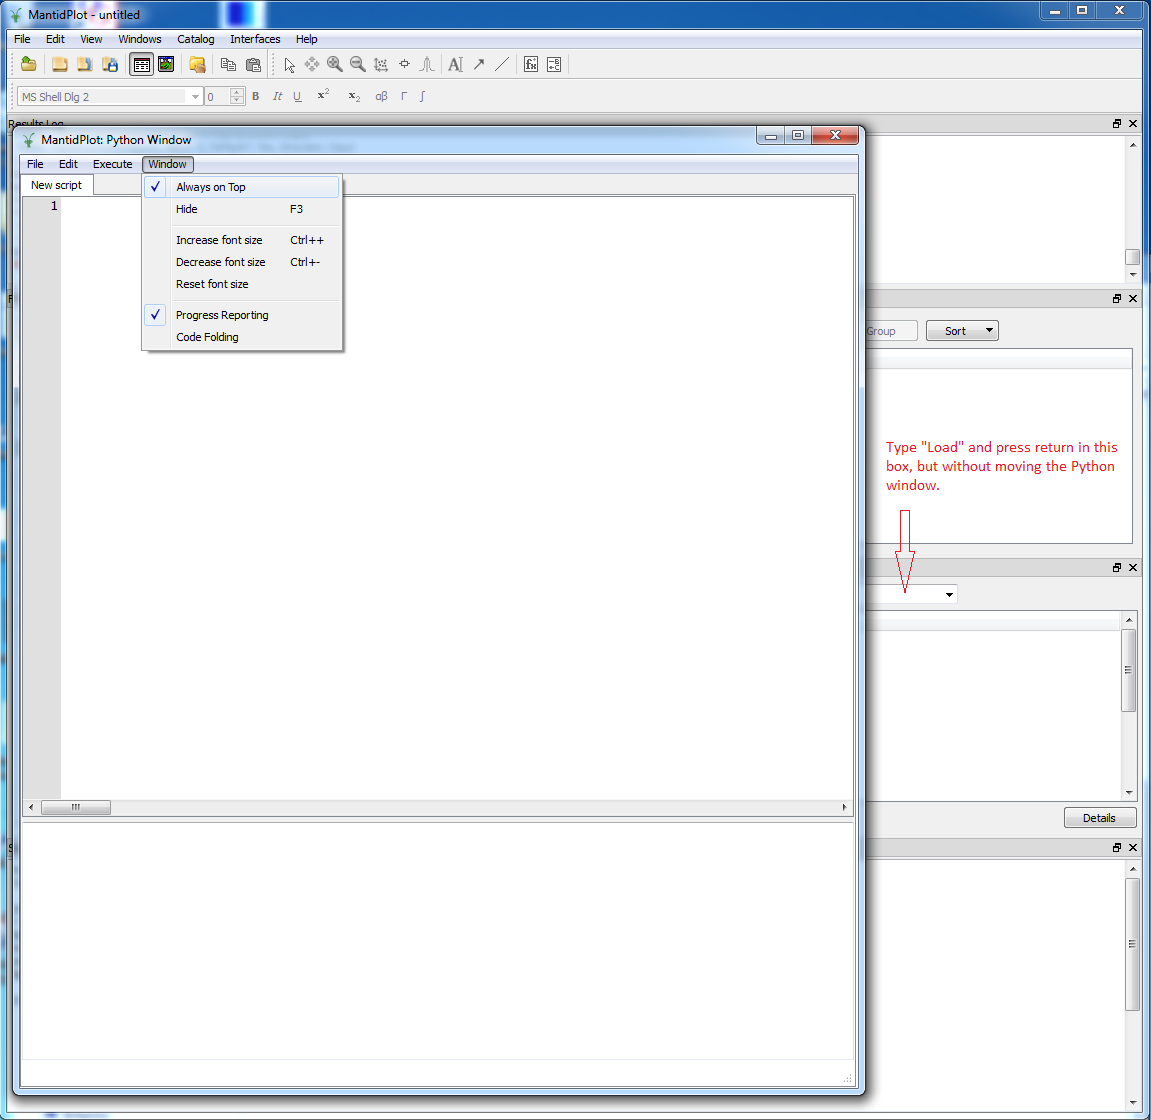 MantidPlot - untitled
File Edit View Windows Catalog Interfaces Help
MS Shell Dlg 2 0 B It U x² x₂ αβ Γ ∫
Results Log
MantidPlot: Python Window
File Edit Execute Window
New script
1
Always on Top
Hide F3
Increase font size Ctrl++
Decrease font size Ctrl+-
Reset font size
Progress Reporting
Code Folding
Group Sort
Type "Load" and press return in this
box, but without moving the Python
window.
Details